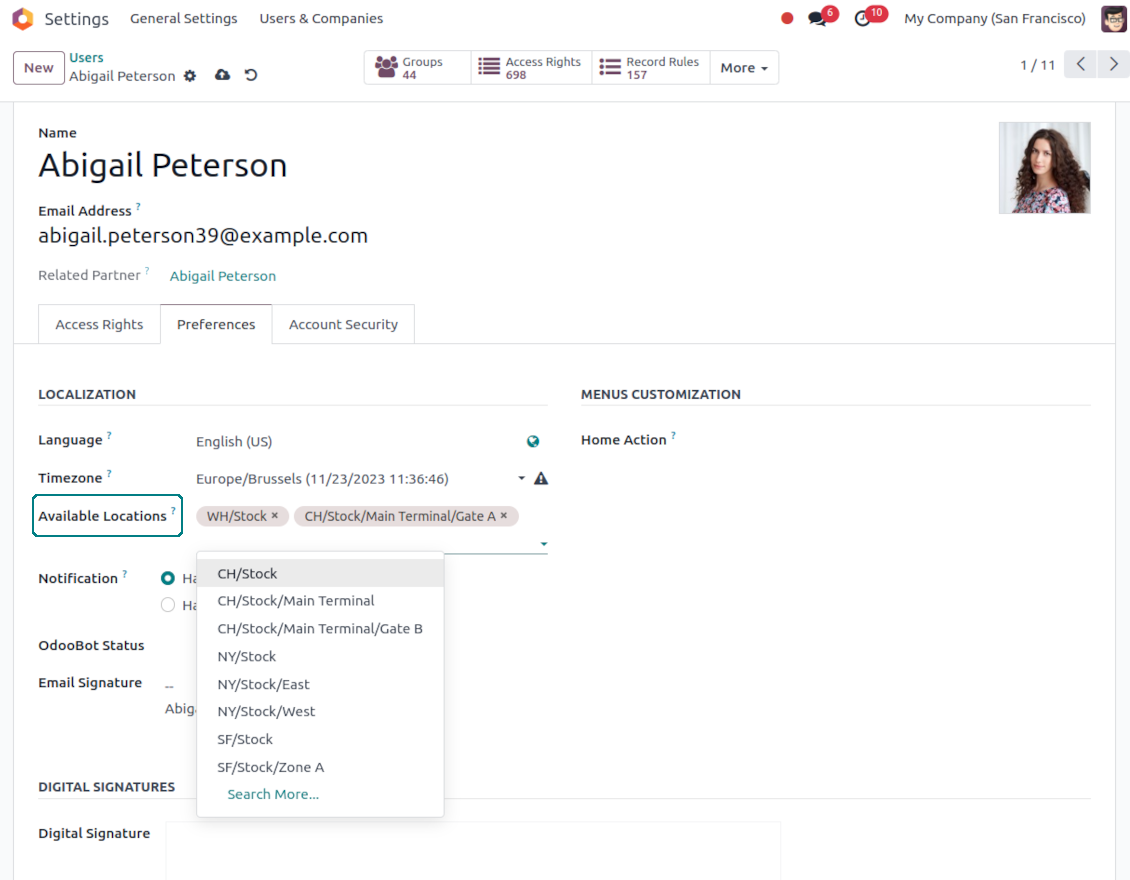 Settings General Settings Users & Companies 6 10 My Company (San Francisco)
New Users Groups 44 Access Rights 698 Record Rules 157 More 1 / 11
Abigail Peterson
Name
Abigail Peterson
Email Address ?
abigail.peterson39@example.com
Related Partner ? Abigail Peterson
Access Rights Preferences Account Security
LOCALIZATION MENUS CUSTOMIZATION
Language ? English (US) Home Action ?
Timezone ? Europe/Brussels (11/23/2023 11:36:46)
Available Locations ? WH/Stock × CH/Stock/Main Terminal/Gate A ×
CH/Stock
Notification ? Ha
CH/Stock/Main Terminal
Ha
CH/Stock/Main Terminal/Gate B
OdooBot Status
NY/Stock
Email Signature --
NY/Stock/East
Abig
NY/Stock/West
SF/Stock
SF/Stock/Zone A
DIGITAL SIGNATURES
Search More...
Digital Signature